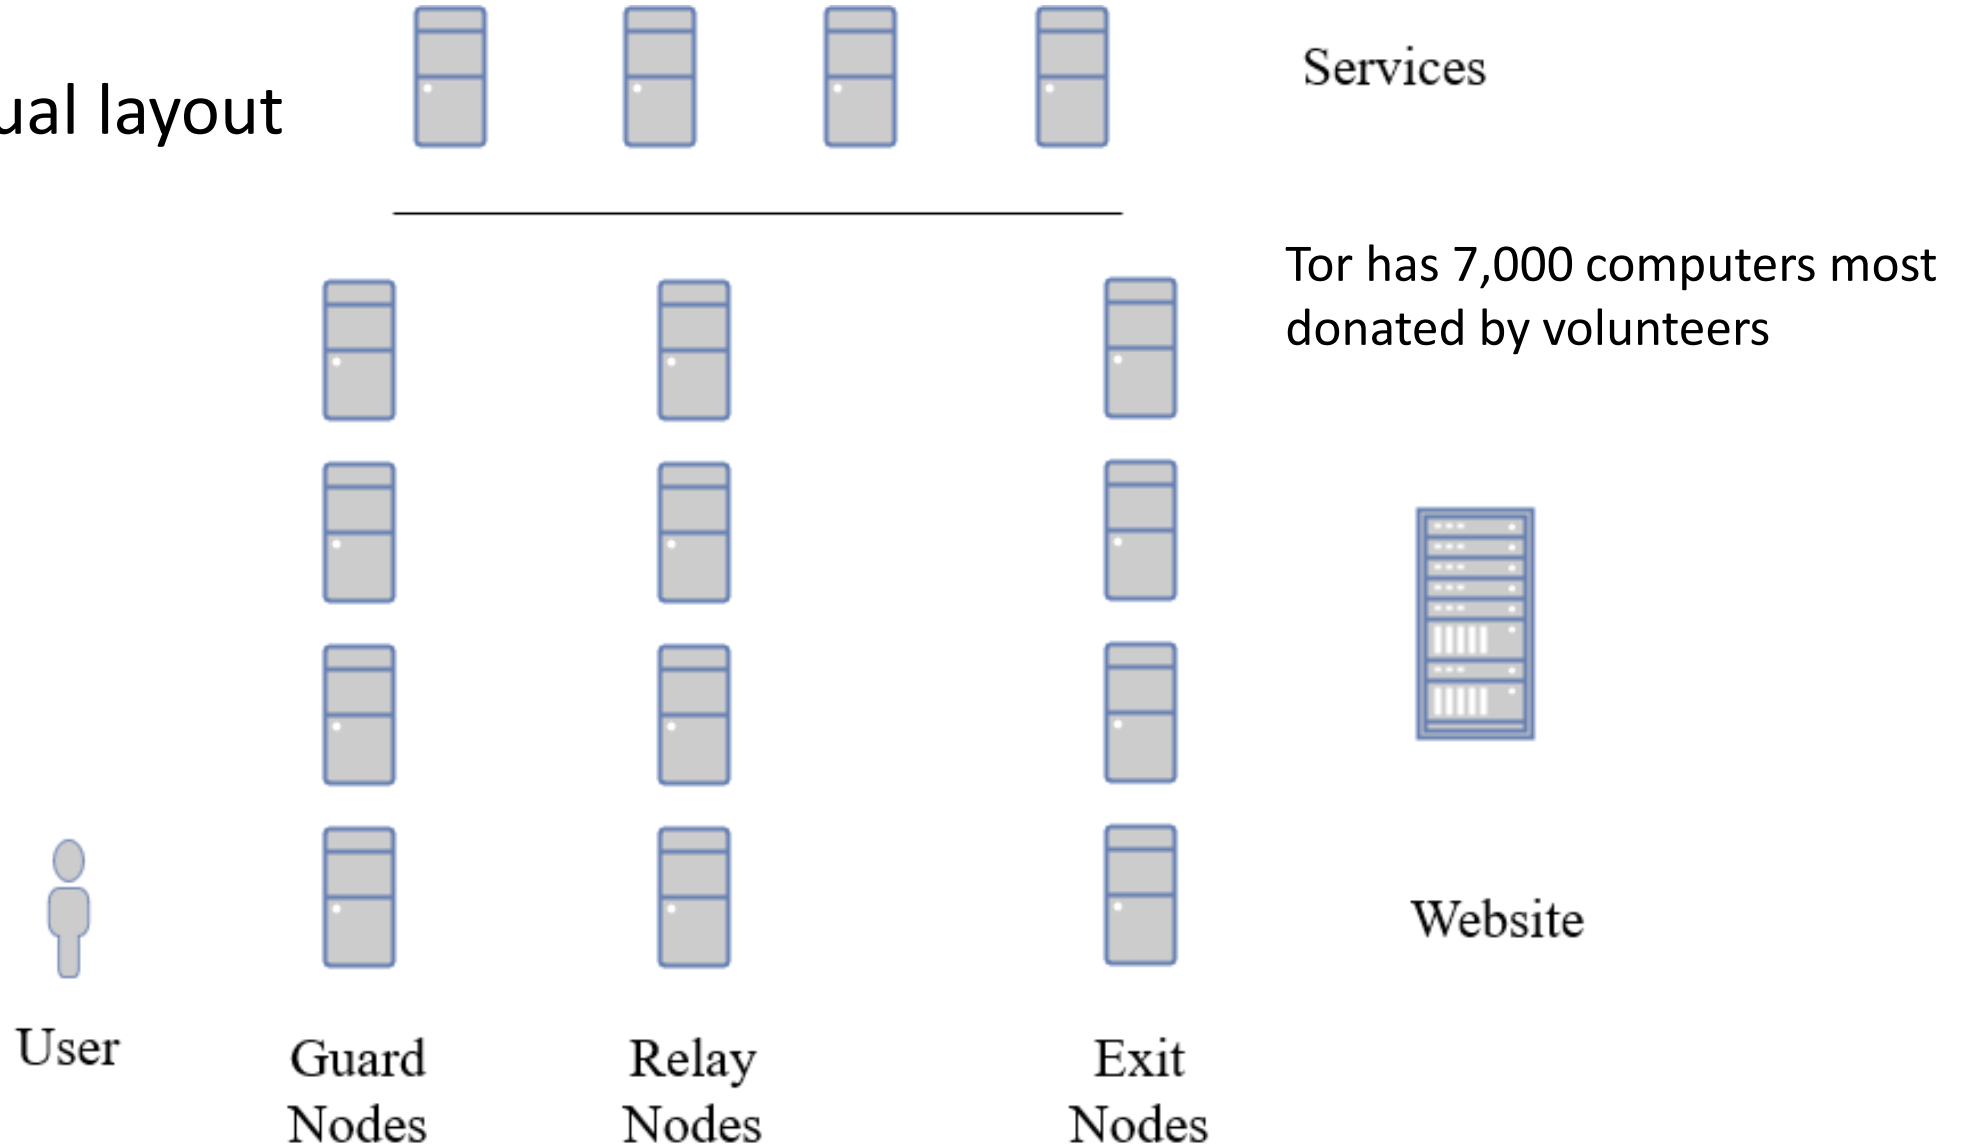 Services
ual layout
Tor has 7,000 computers most
donated by volunteers
Website
User
Guard
Nodes
Relay
Nodes
Exit
Nodes